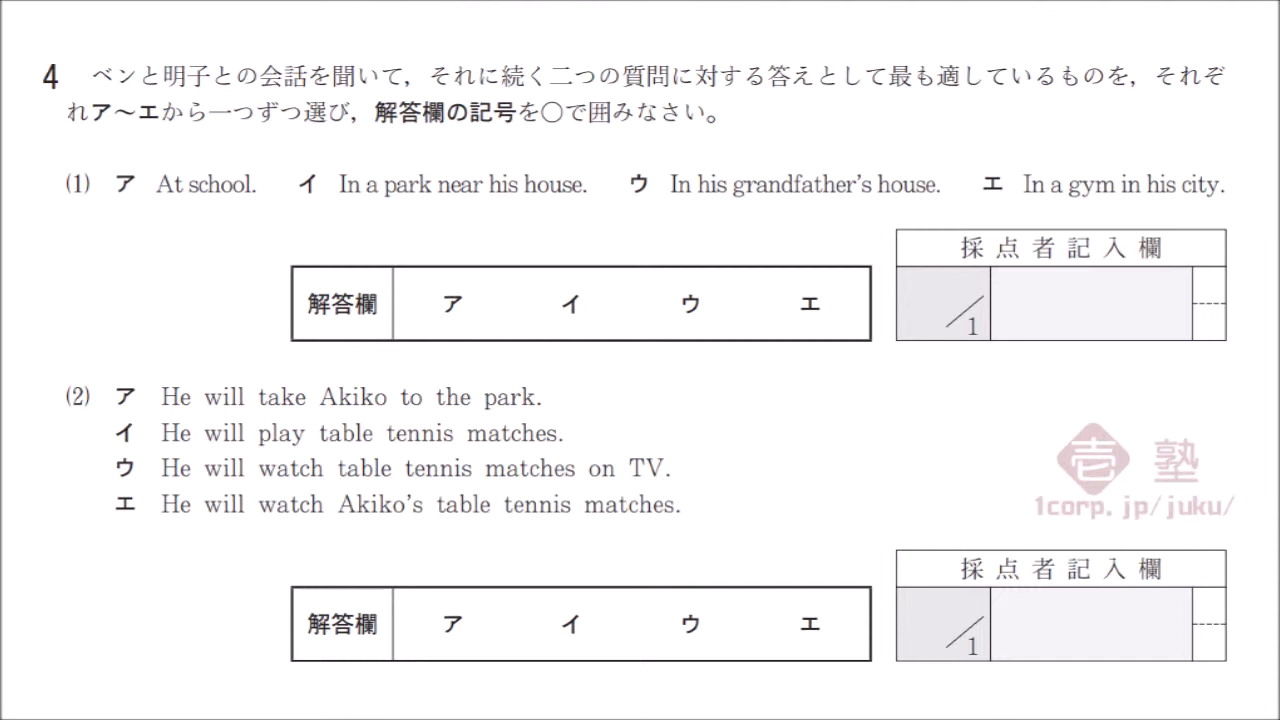 4 ベンと明子との会話を聞いて，それに続く二つの質問に対する答えとして最も適しているものを，それぞ
れア～エから一つずつ選び，解答欄の記号を○で囲みなさい。
(1) ア At school. イ In a park near his house. ウ In his grandfather's house. エ In a gym in his city.
採点者記入欄
解答欄 ア イ ウ エ
／1
(2) ア He will take Akiko to the park.
イ He will play table tennis matches.
ウ He will watch table tennis matches on TV.
エ He will watch Akiko's table tennis matches.
壱塾
1corp.jp/juku/
採点者記入欄
解答欄 ア イ ウ エ
／1